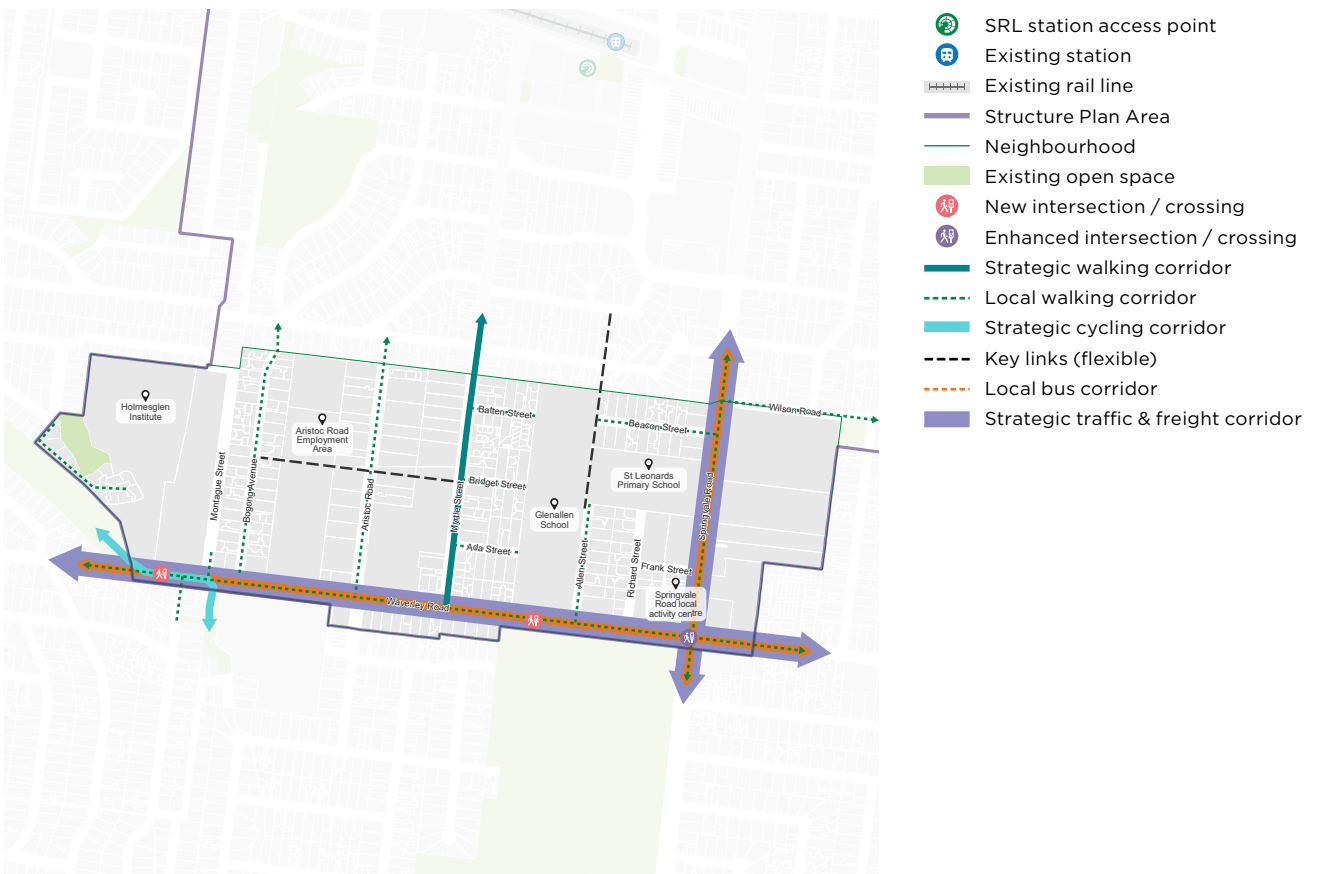 SRL station access point
Existing station
Existing rail line
Structure Plan Area
Neighbourhood
Existing open space
New intersection / crossing
Enhanced intersection / crossing
Strategic walking corridor
Local walking corridor
Strategic cycling corridor
Key links (flexible)
Local bus corridor
Strategic traffic & freight corridor
Holmesglen
Institute
Montague Street
Bogong Avenue
Aristoc Road
Employment
Area
Aristoc Road
Myrtle Street
Batten Street
Bridget Street
Ada Street
Glenallen
School
Allen Street
Beacon Street
St Leonards
Primary School
Richard Street
Frank Street
Springvale
Road local
activity centre
Springvale Road
Wilson Road
Waverley Road